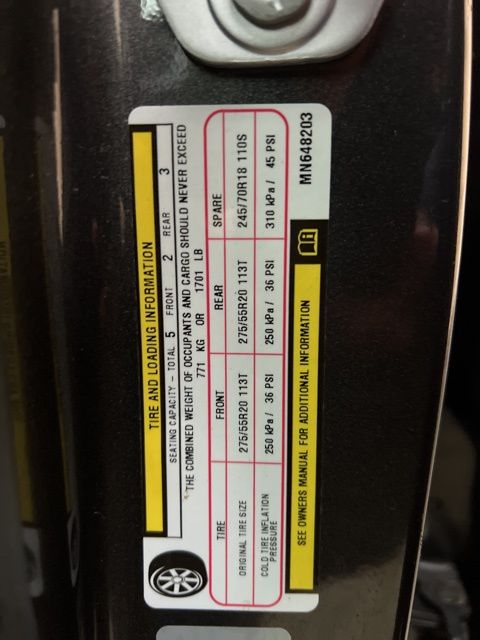 TIRE AND LOADING INFORMATION
SEATING CAPACITY - TOTAL 5 FRONT 2 REAR 3
THE COMBINED WEIGHT OF OCCUPANTS AND CARGO SHOULD NEVER EXCEED
771 KG OR 1701 LB
TIRE FRONT REAR SPARE
ORIGINAL TIRE SIZE 275/55R20 113T 275/55R20 113T 245/70R18 110S
COLD TIRE INFLATION
PRESSURE 250 kPa / 36 PSI 250 kPa / 36 PSI 310 kPa / 45 PSI
SEE OWNERS MANUAL FOR ADDITIONAL INFORMATION
MN648203